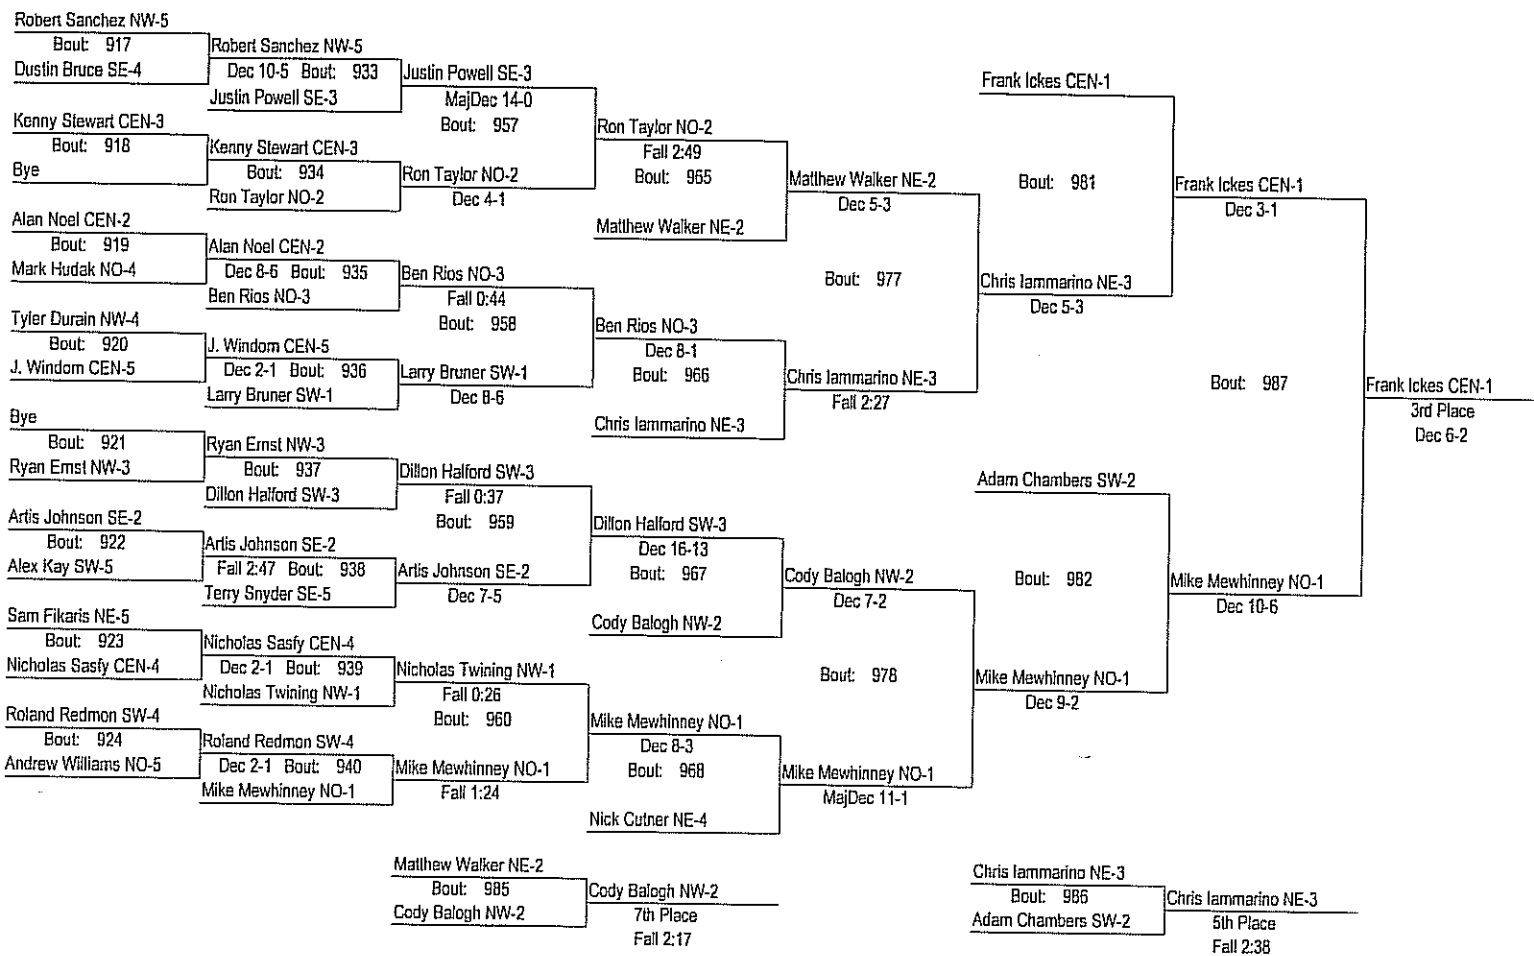 Robert Sanchez NW-5
Bout: 917
Dustin Bruce SE-4
Kenny Stewart CEN-3
Bout: 918
Bye
Alan Noel CEN-2
Bout: 919
Mark Hudak NO-4
Tyler Durain NW-4
Bout: 920
J. Windom CEN-5
Bye
Bout: 921
Ryan Ernst NW-3
Artis Johnson SE-2
Bout: 922
Alex Kay SW-5
Sam Fikaris NE-5
Bout: 923
Nicholas Sasfy CEN-4
Roland Redmon SW-4
Bout: 924
Andrew Williams NO-5
Robert Sanchez NW-5
Dec 10-5 Bout: 933
Justin Powell SE-3
Kenny Stewart CEN-3
Bout: 934
Ron Taylor NO-2
Alan Noel CEN-2
Dec 8-6 Bout: 935
Ben Rios NO-3
J. Windom CEN-5
Dec 2-1 Bout: 936
Larry Bruner SW-1
Ryan Ernst NW-3
Bout: 937
Dillon Halford SW-3
Artis Johnson SE-2
Fall 2:47 Bout: 938
Terry Snyder SE-5
Nicholas Sasfy CEN-4
Dec 2-1 Bout: 939
Nicholas Twining NW-1
Roland Redmon SW-4
Dec 2-1 Bout: 940
Mike Mewhinney NO-1
Justin Powell SE-3
MajDec 14-0
Bout: 957
Ron Taylor NO-2
Dec 4-1
Ben Rios NO-3
Fall 0:44
Bout: 958
Larry Bruner SW-1
Dec 8-6
Dillon Halford SW-3
Fall 0:37
Bout: 959
Artis Johnson SE-2
Dec 7-5
Nicholas Twining NW-1
Fall 0:26
Bout: 960
Mike Mewhinney NO-1
Fall 1:24
Ron Taylor NO-2
Fall 2:49
Bout: 965
Matthew Walker NE-2
Ben Rios NO-3
Dec 8-1
Bout: 966
Chris Iammarino NE-3
Dillon Halford SW-3
Dec 16-13
Bout: 967
Cody Balogh NW-2
Mike Mewhinney NO-1
Dec 8-3
Bout: 968
Nick Cutner NE-4
Matthew Walker NE-2
Dec 5-3
Bout: 977
Chris Iammarino NE-3
Fall 2:27
Cody Balogh NW-2
Dec 7-2
Bout: 978
Mike Mewhinney NO-1
MajDec 11-1
Frank Ickes CEN-1
Bout: 981
Chris Iammarino NE-3
Dec 5-3
Adam Chambers SW-2
Bout: 982
Mike Mewhinney NO-1
Dec 9-2
Frank Ickes CEN-1
Dec 3-1
Bout: 987
Mike Mewhinney NO-1
Dec 10-6
Frank Ickes CEN-1
3rd Place
Dec 6-2
Matthew Walker NE-2
Bout: 985
Cody Balogh NW-2
Cody Balogh NW-2
7th Place
Fall 2:17
Chris Iammarino NE-3
Bout: 986
Adam Chambers SW-2
Chris Iammarino NE-3
5th Place
Fall 2:38